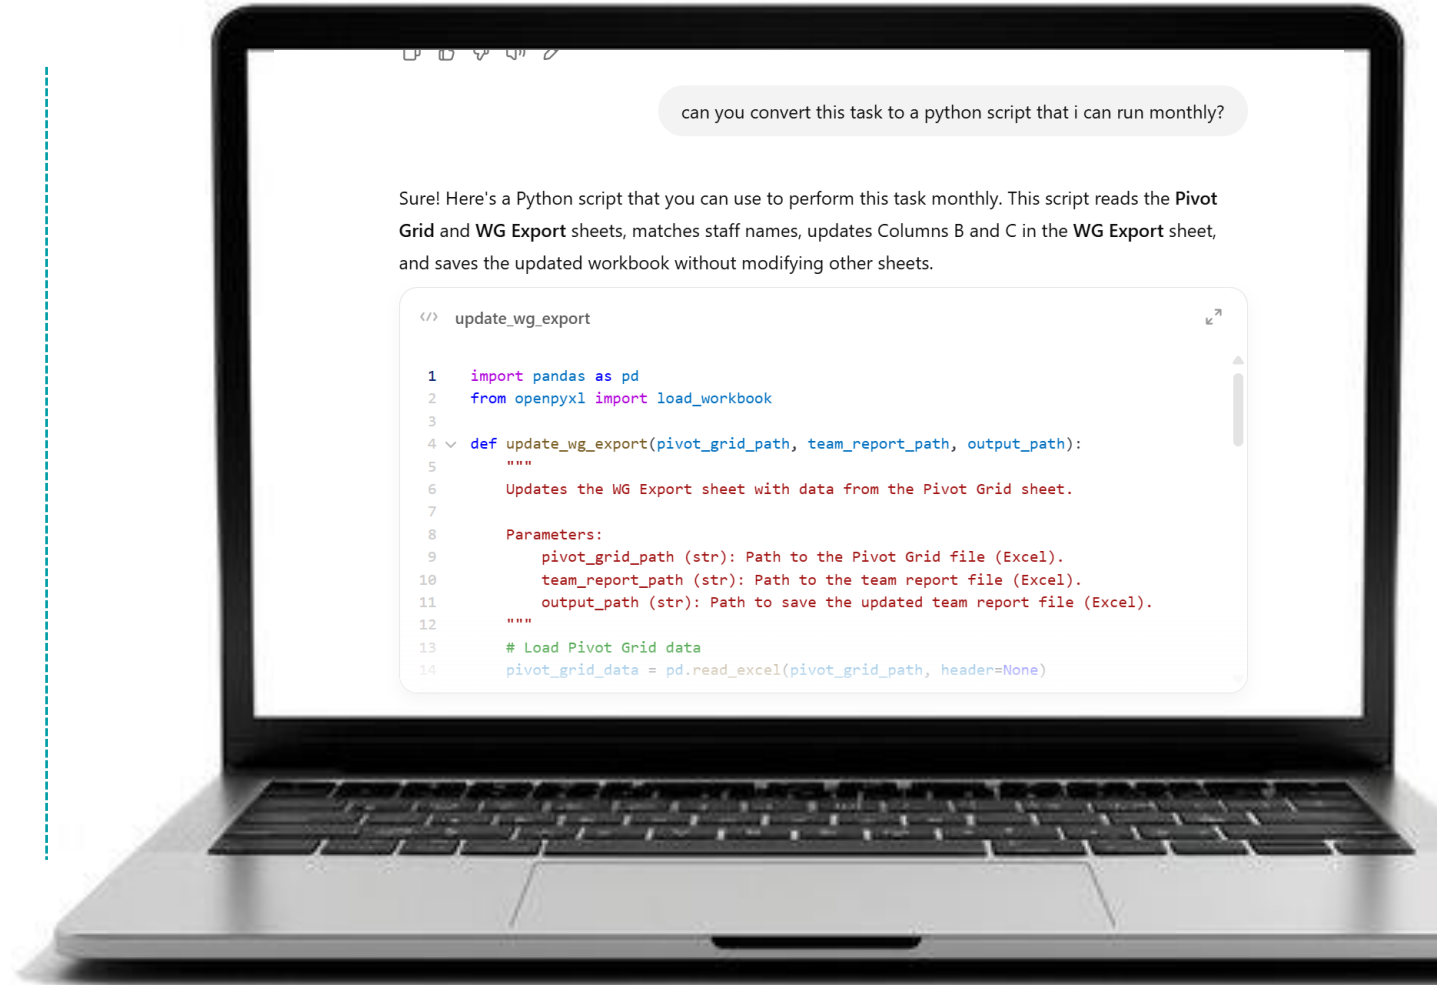 can you convert this task to a python script that i can run monthly?
Sure! Here's a Python script that you can use to perform this task monthly. This script reads the Pivot
Grid and WG Export sheets, matches staff names, updates Columns B and C in the WG Export sheet,
and saves the updated workbook without modifying other sheets.
</> update_wg_export
1 import pandas as pd
2 from openpyxl import load_workbook
3
4 def update_wg_export(pivot_grid_path, team_report_path, output_path):
5 """
6 Updates the WG Export sheet with data from the Pivot Grid sheet.
7
8 Parameters:
9 pivot_grid_path (str): Path to the Pivot Grid file (Excel).
10 team_report_path (str): Path to the team report file (Excel).
11 output_path (str): Path to save the updated team report file (Excel).
12 """
13 # Load Pivot Grid data
14 pivot_grid_data = pd.read_excel(pivot_grid_path, header=None)